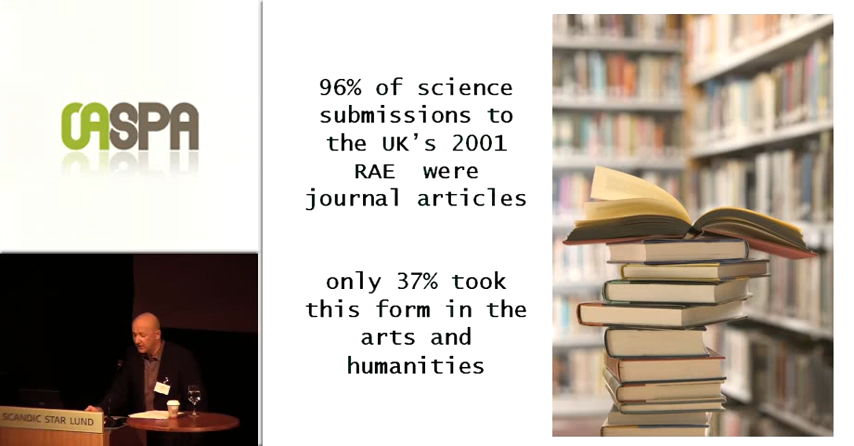 OASPA
96% of science
submissions to
the UK’s 2001
RAE were
journal articles
only 37% took
this form in the
arts and
humanities
SCANDIC STAR LUND